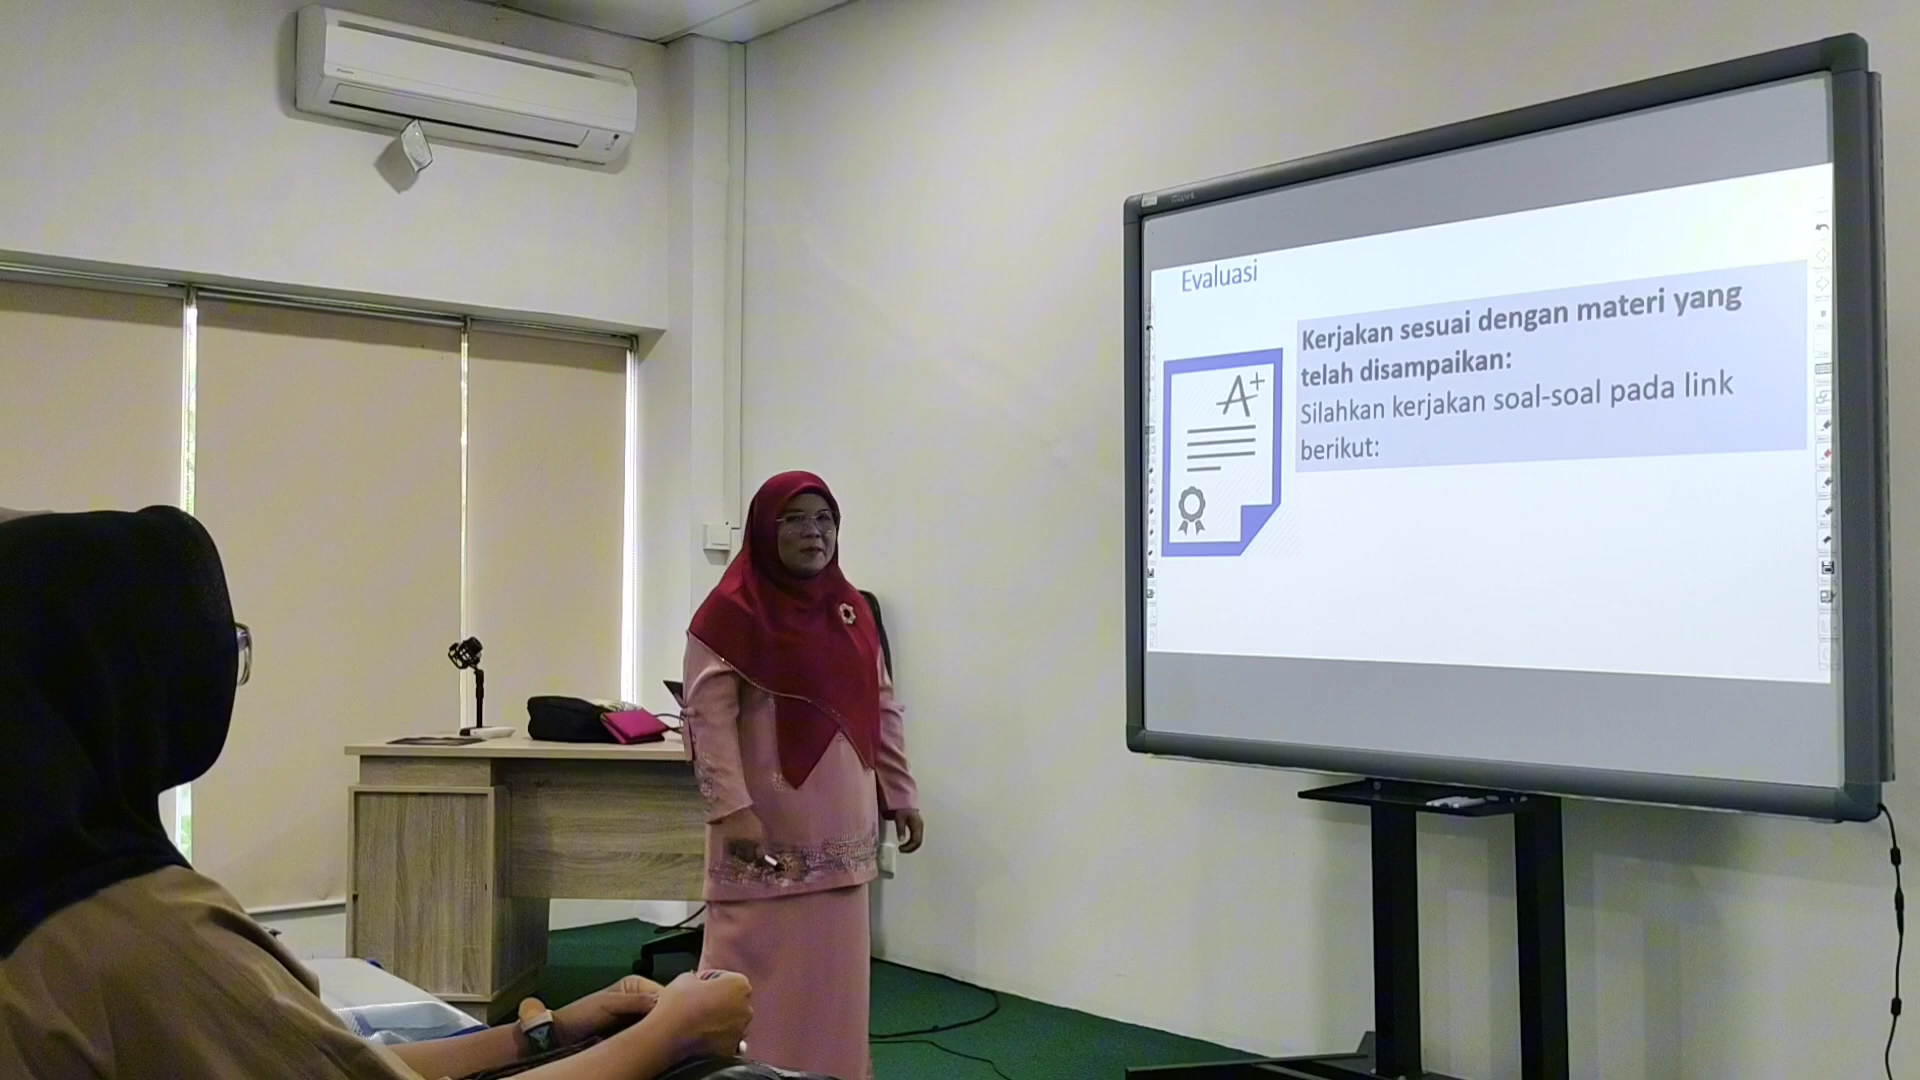 Evaluasi
Kerjakan sesuai dengan materi yang
telah disampaikan:
Silahkan kerjakan soal-soal pada link
berikut:
A+